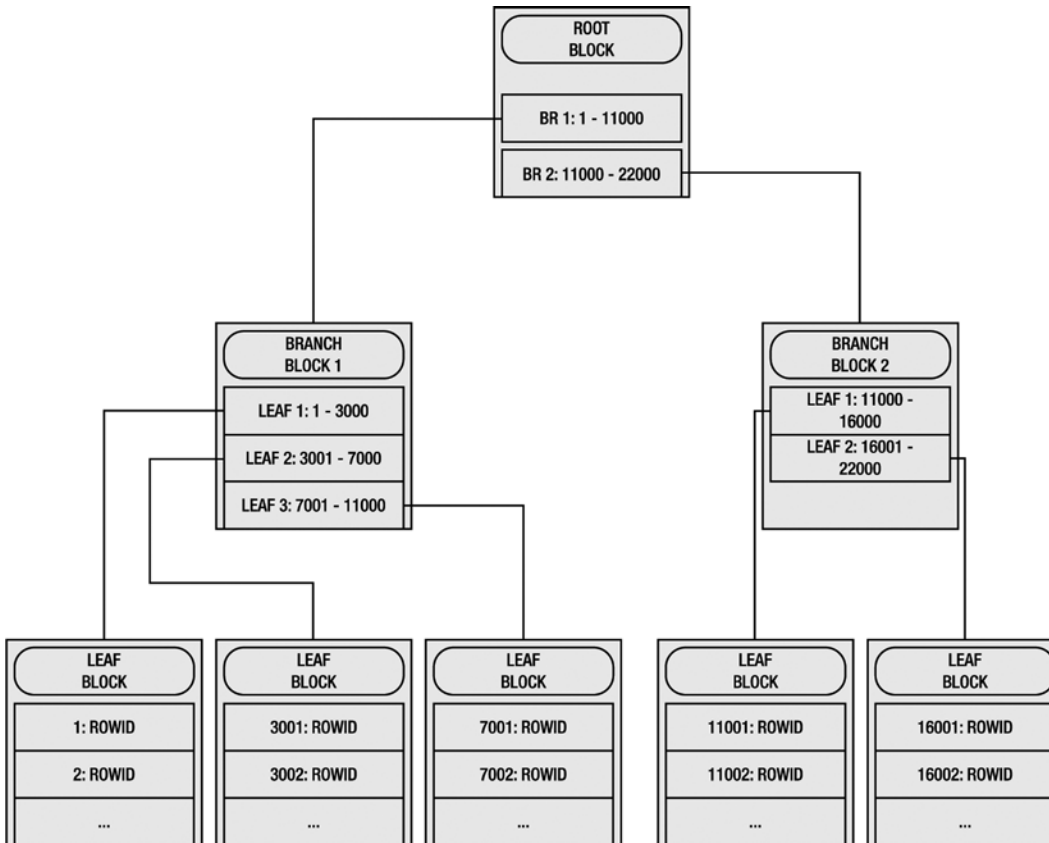 ROOT
BLOCK
BR 1: 1 - 11000
BR 2: 11000 - 22000
BRANCH
BLOCK 1
LEAF 1: 1 - 3000
LEAF 2: 3001 - 7000
LEAF 3: 7001 - 11000
BRANCH
BLOCK 2
LEAF 1: 11000 -
16000
LEAF 2: 16001 -
22000
LEAF
BLOCK
1: ROWID
2: ROWID
...
LEAF
BLOCK
3001: ROWID
3002: ROWID
...
LEAF
BLOCK
7001: ROWID
7002: ROWID
...
LEAF
BLOCK
11001: ROWID
11002: ROWID
...
LEAF
BLOCK
16001: ROWID
16002: ROWID
...